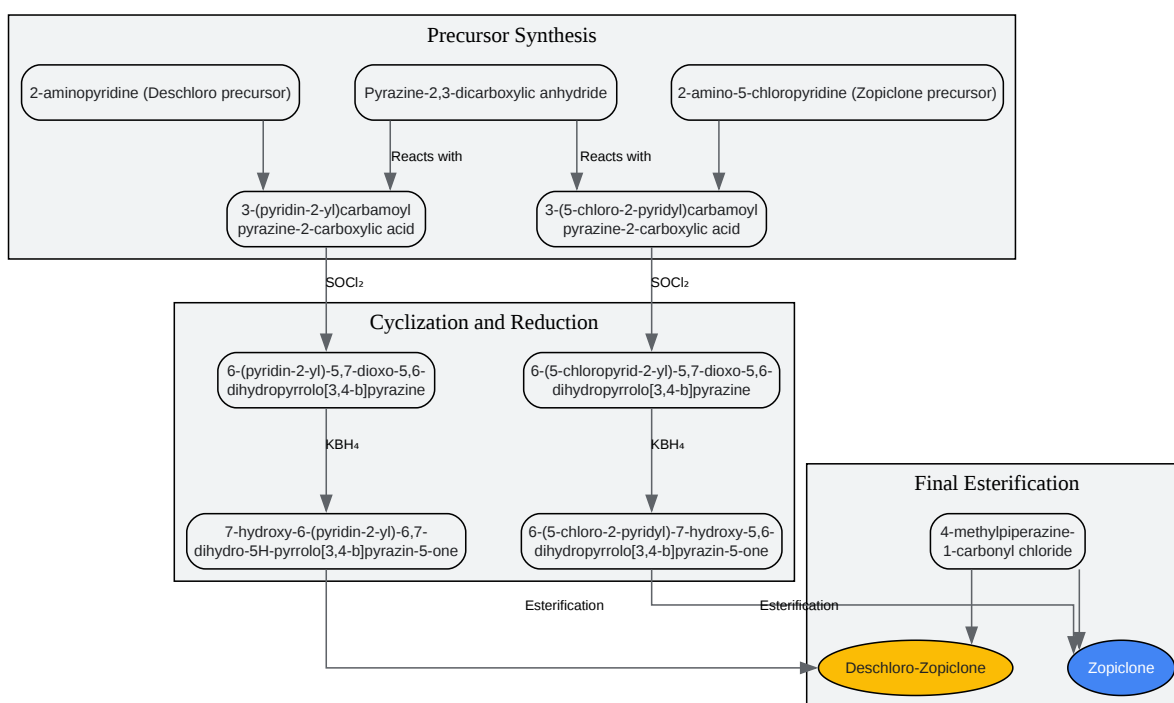 Precursor Synthesis
2-aminopyridine (Deschloro precursor)
Pyrazine-2,3-dicarboxylic anhydride
2-amino-5-chloropyridine (Zopiclone precursor)
Reacts with
Reacts with
3-(pyridin-2-yl)carbamoyl
pyrazine-2-carboxylic acid
3-(5-chloro-2-pyridyl)carbamoyl
pyrazine-2-carboxylic acid
SOCl₂
SOCl₂
Cyclization and Reduction
6-(pyridin-2-yl)-5,7-dioxo-5,6-
dihydropyrrolo[3,4-b]pyrazine
6-(5-chloropyrid-2-yl)-5,7-dioxo-5,6-
dihydropyrrolo[3,4-b]pyrazine
KBH₄
KBH₄
7-hydroxy-6-(pyridin-2-yl)-6,7-
dihydro-5H-pyrrolo[3,4-b]pyrazin-5-one
6-(5-chloro-2-pyridyl)-7-hydroxy-5,6-
dihydropyrrolo[3,4-b]pyrazin-5-one
Final Esterification
4-methylpiperazine-
1-carbonyl chloride
Esterification
Esterification
Deschloro-Zopiclone
Zopiclone